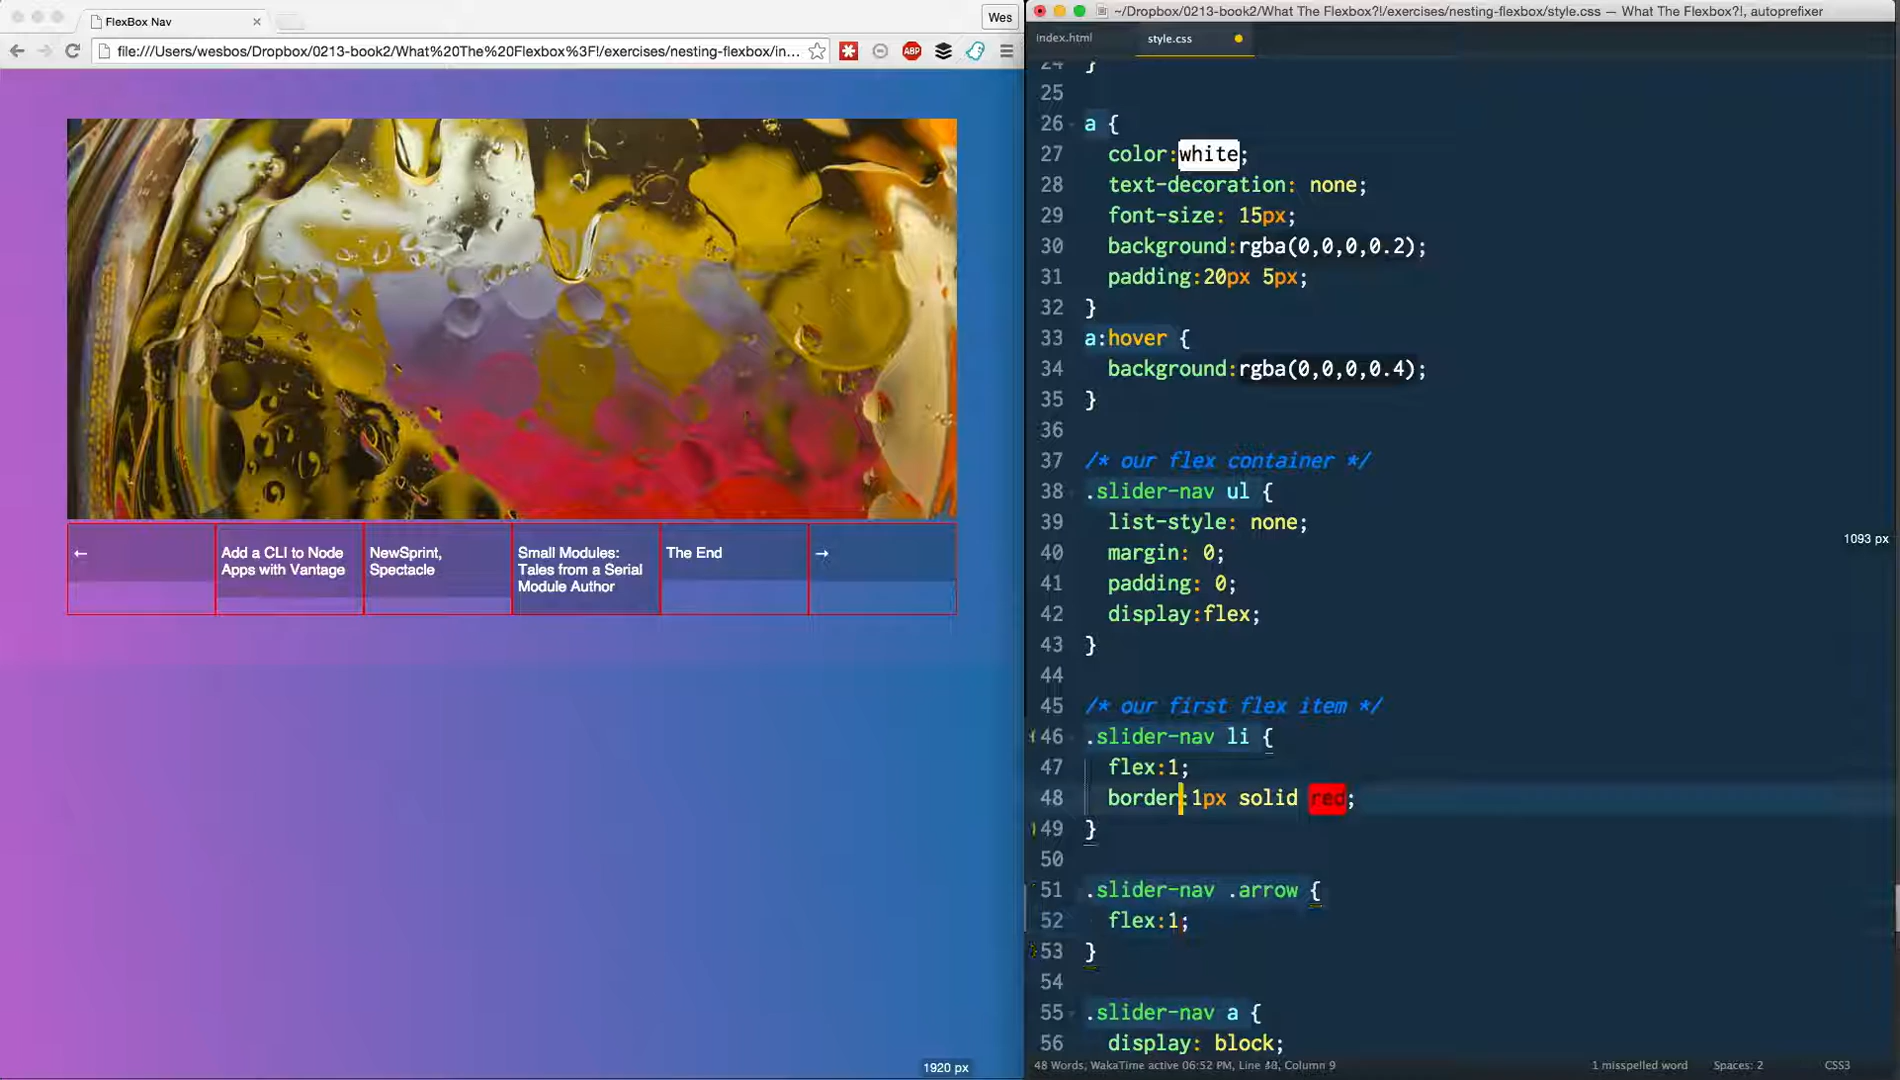 FlexBox Nav
Wes
file:///Users/wesbos/Dropbox/0213-book2/What%20The%20Flexbox%3F!/exercises/nesting-flexbox/in...
ABP
←
Add a CLI to Node
Apps with Vantage
NewSprint,
Spectacle
Small Modules:
Tales from a Serial
Module Author
The End
→
1920 px
~/Dropbox/0213-book2/What The Flexbox?!/exercises/nesting-flexbox/style.css — What The Flexbox?!, autoprefixer
index.html
style.css
24 }
25
26 a {
27 color:white;
28 text-decoration: none;
29 font-size: 15px;
30 background:rgba(0,0,0,0.2);
31 padding:20px 5px;
32 }
33 a:hover {
34 background:rgba(0,0,0,0.4);
35 }
36
37 /* our flex container */
38 .slider-nav ul {
39 list-style: none;
1093 px
40 margin: 0;
41 padding: 0;
42 display:flex;
43 }
44
45 /* our first flex item */
46 .slider-nav li {
47 flex:1;
48 border:1px solid red;
49 }
50
51 .slider-nav .arrow {
52 flex:1;
53 }
54
55 .slider-nav a {
56 display: block;
48 Words, WakaTime active 06:52 PM, Line 48, Column 9
1 misspelled word
Spaces: 2
CSS3